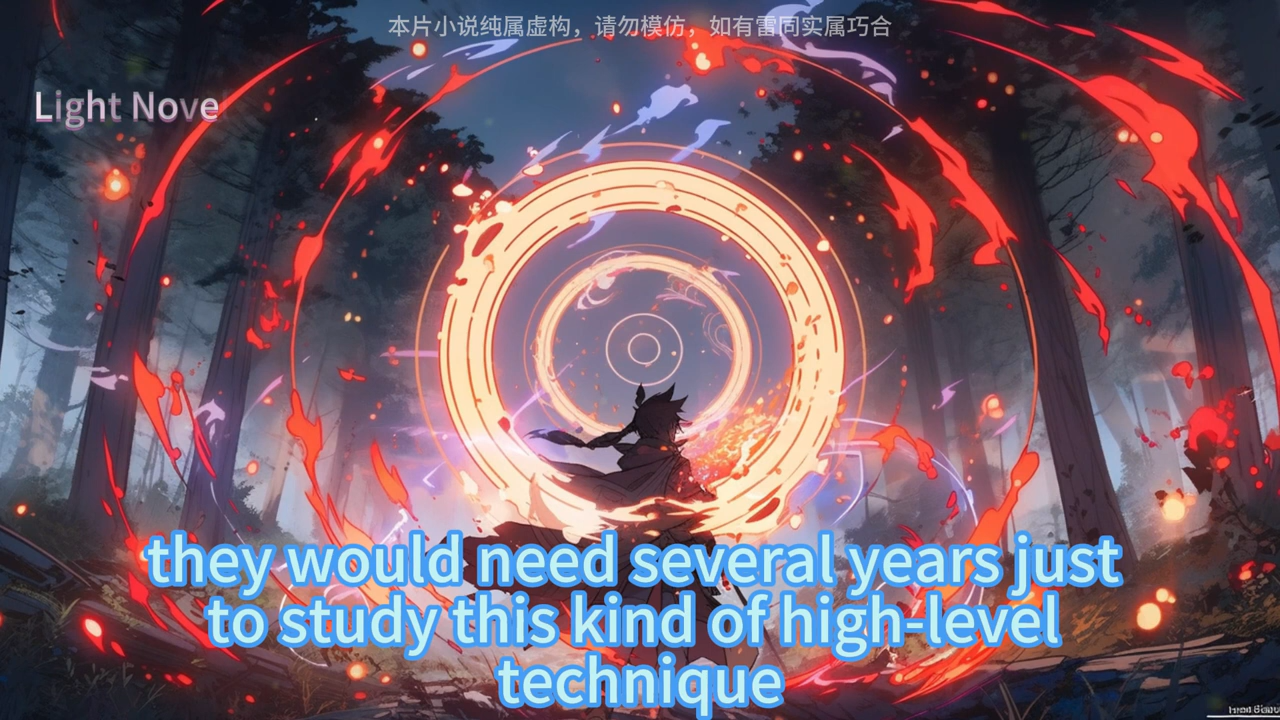 本片小说纯属虚构，请勿模仿，如有雷同实属巧合
Light Nove
they would need several years just
to study this kind of high-level
technique